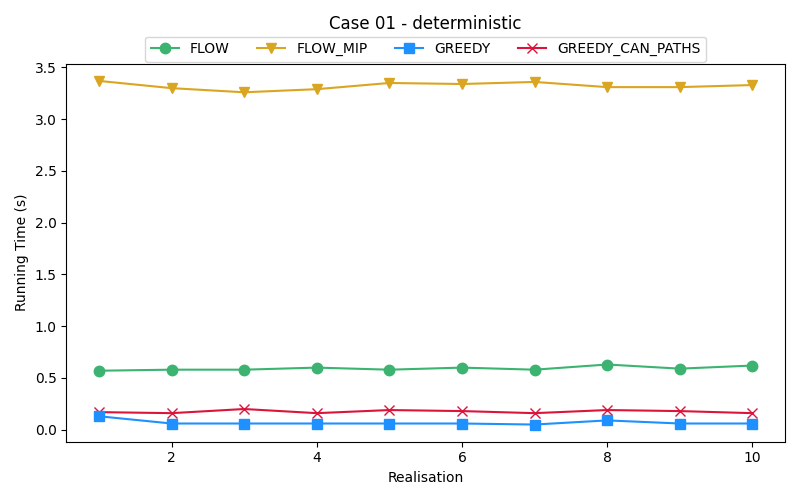 Case 01 - deterministic
FLOW FLOW_MIP GREEDY GREEDY_CAN_PATHS
3.5
3.0
2.5
2.0
1.5
1.0
0.5
0.0
Running Time (s)
2 4 6 8 10
Realisation